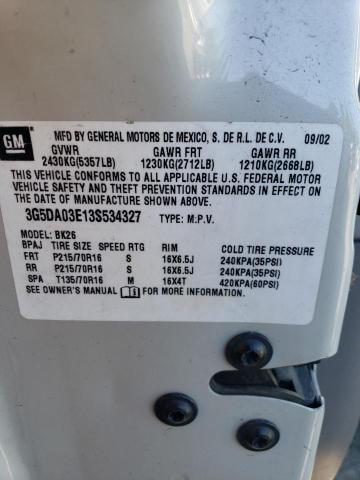 GM
MFD BY GENERAL MOTORS DE MEXICO, S. DE R.L. DE C.V. 09/02
GVWR GAWR FRT GAWR RR
2430KG(5357LB) 1230KG(2712LB) 1210KG(2668LB)
THIS VEHICLE CONFORMS TO ALL APPLICABLE U.S. FEDERAL MOTOR
VEHICLE SAFETY AND THEFT PREVENTION STANDARDS IN EFFECT ON
THE DATE OF MANUFACTURE SHOWN ABOVE.
3G5DA03E13S534327 TYPE: M.P.V.
MODEL: BK26
BPAJ TIRE SIZE SPEED RTG RIM COLD TIRE PRESSURE
FRT P215/70R16 S 16X6.5J 240KPA(35PSI)
RR P215/70R16 S 16X6.5J 240KPA(35PSI)
SPA T135/70R16 M 16X4T 420KPA(60PSI)
SEE OWNER'S MANUAL FOR ADDITIONAL INFORMATION.